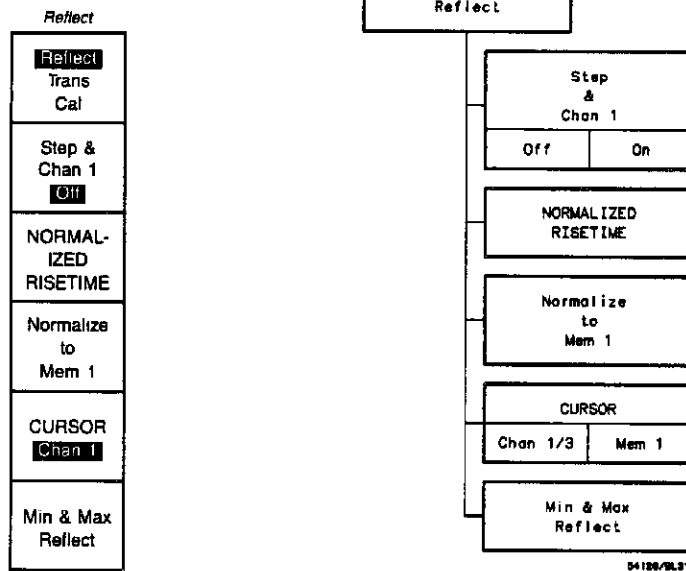 Reflect
Reflect
Trans
Cal
Step &
Chan 1
Off
NORMAL-
IZED
RISETIME
Normalize
to
Mem 1
CURSOR
Chan 1
Min & Max
Reflect
Reflect
Step
&
Chan 1
Off On
NORMALIZED
RISETIME
Normalize
to
Mem 1
CURSOR
Chan 1/3 Mem 1
Min & Max
Reflect